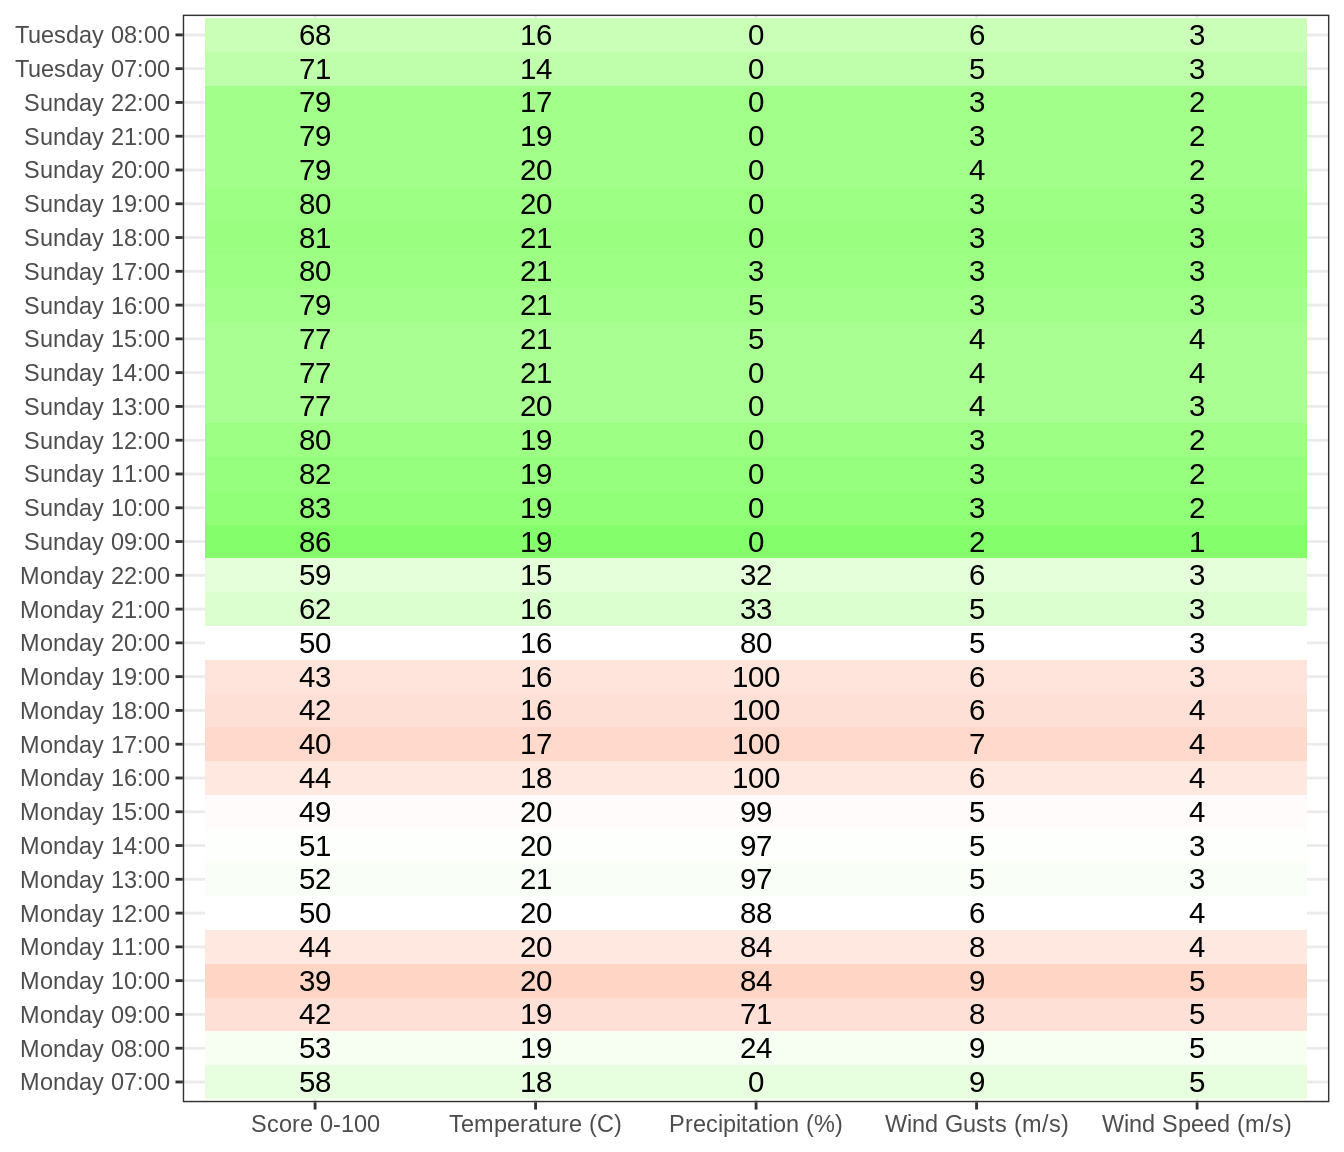 Tuesday 08:00 68 16 0 6 3
Tuesday 07:00 71 14 0 5 3
Sunday 22:00 79 17 0 3 2
Sunday 21:00 79 19 0 3 2
Sunday 20:00 79 20 0 4 2
Sunday 19:00 80 20 0 3 3
Sunday 18:00 81 21 0 3 3
Sunday 17:00 80 21 3 3 3
Sunday 16:00 79 21 5 3 3
Sunday 15:00 77 21 5 4 4
Sunday 14:00 77 21 0 4 4
Sunday 13:00 77 20 0 4 3
Sunday 12:00 80 19 0 3 2
Sunday 11:00 82 19 0 3 2
Sunday 10:00 83 19 0 3 2
Sunday 09:00 86 19 0 2 1
Monday 22:00 59 15 32 6 3
Monday 21:00 62 16 33 5 3
Monday 20:00 50 16 80 5 3
Monday 19:00 43 16 100 6 3
Monday 18:00 42 16 100 6 4
Monday 17:00 40 17 100 7 4
Monday 16:00 44 18 100 6 4
Monday 15:00 49 20 99 5 4
Monday 14:00 51 20 97 5 3
Monday 13:00 52 21 97 5 3
Monday 12:00 50 20 88 6 4
Monday 11:00 44 20 84 8 4
Monday 10:00 39 20 84 9 5
Monday 09:00 42 19 71 8 5
Monday 08:00 53 19 24 9 5
Monday 07:00 58 18 0 9 5
Score 0-100 Temperature (C) Precipitation (%) Wind Gusts (m/s) Wind Speed (m/s)